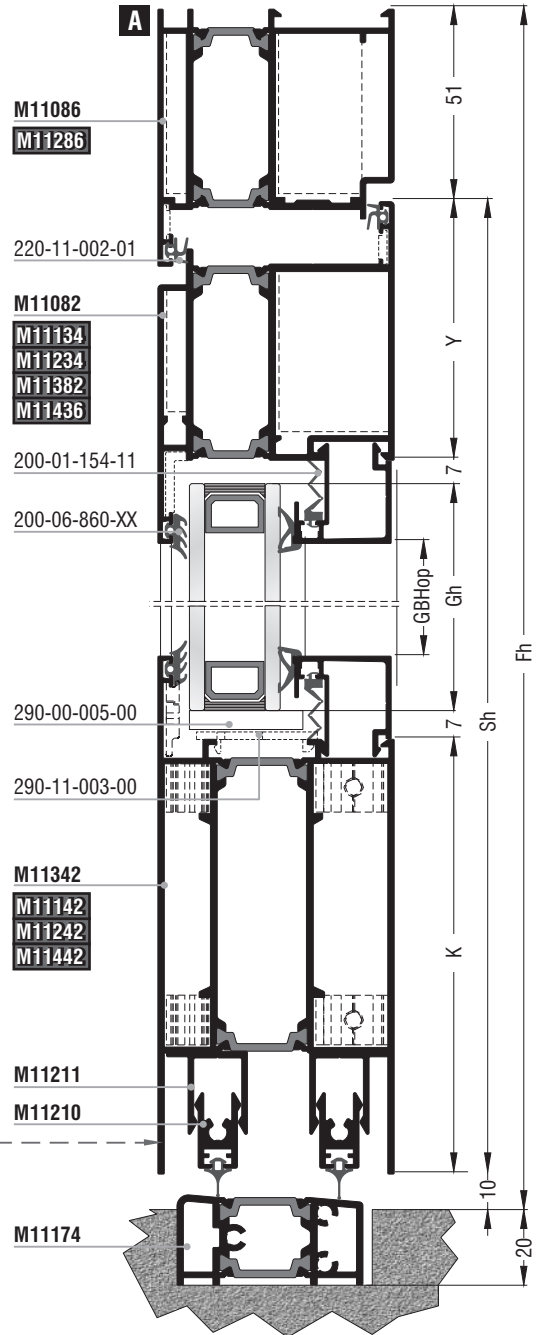 A
M11086
M11286
220-11-002-01
M11082
M11134
M11234
M11382
M11436
200-01-154-11
200-06-860-XX
290-00-005-00
290-11-003-00
M11342
M11142
M11242
M11442
M11211
M11210
M11174
51
Y
7
Gh
GBHop
7
K
Sh
Fh
10
20